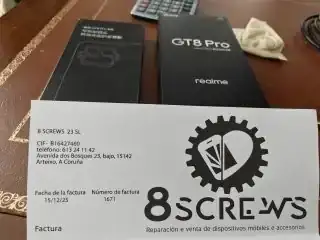 GT8 Pro
realme
8 SCREWS 23 SL
CIF- B16427460
teléfono: 613 24 11 42
Avenida dos Bosques 23, bajo, 15142
Arteixo, A Coruña
Fecha de la factura Número de factura
15/12/25 1671
Factura
8SCREWS
Reparación e venta de dispositivos móbiles e accesorios